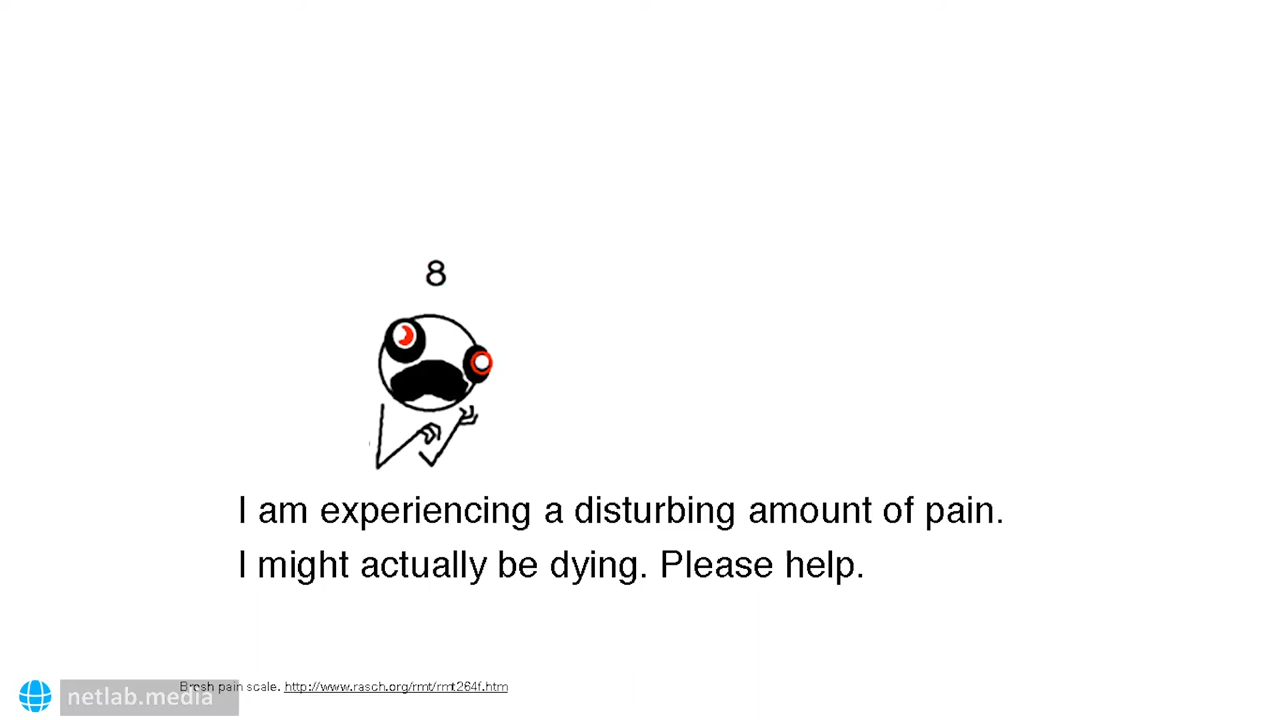 8
I am experiencing a disturbing amount of pain.
I might actually be dying. Please help.
Brosh pain scale. http://www.rasch.org/rmt/rmt264f.htm
netlab.media